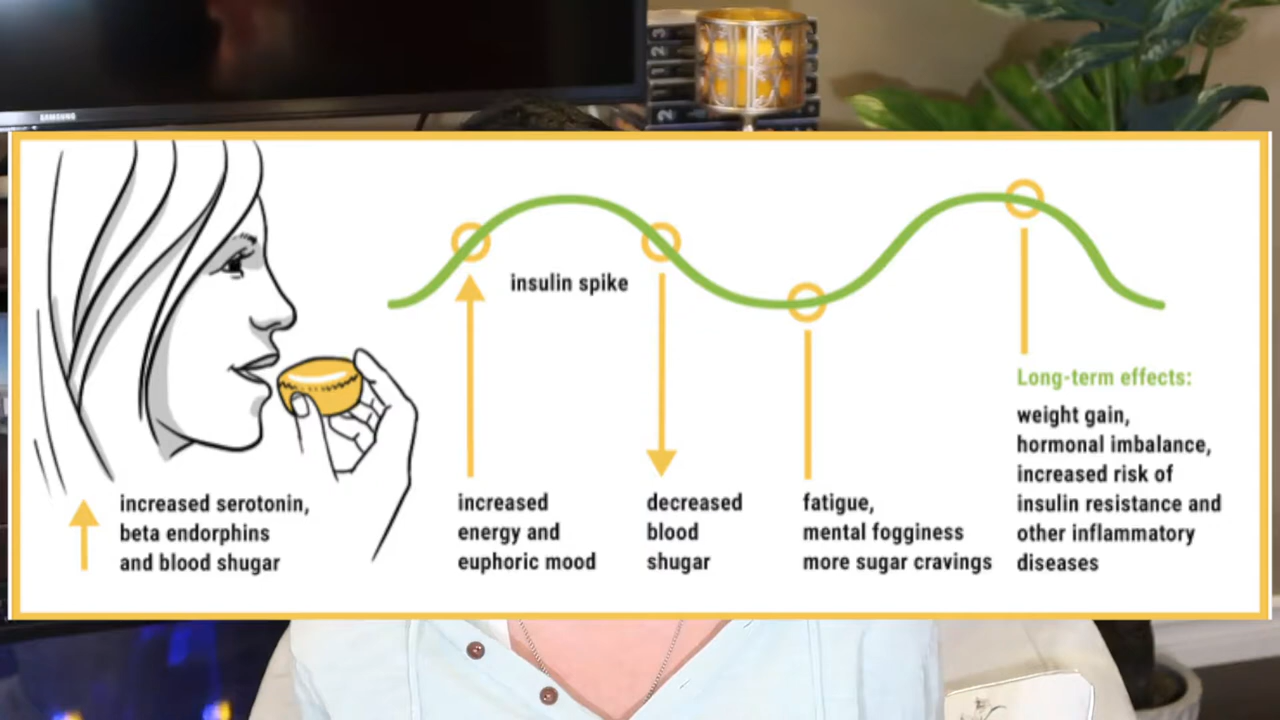 SAMSUNG
insulin spike
increased serotonin,
beta endorphins
and blood shugar
increased
energy and
euphoric mood
decreased
blood
shugar
fatigue,
mental fogginess
more sugar cravings
Long-term effects:
weight gain,
hormonal imbalance,
increased risk of
insulin resistance and
other inflammatory
diseases